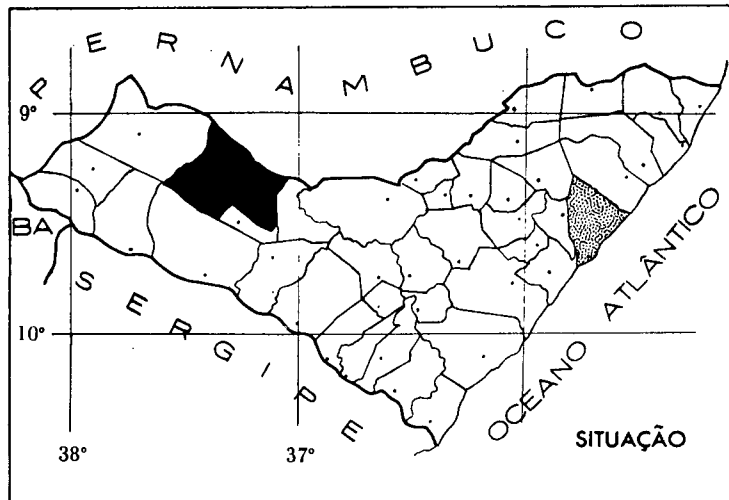 PERNAMBUCO
9°
BA
SERGIPE
OCEANO ATLÂNTICO
10°
38°
37°
SITUAÇÃO